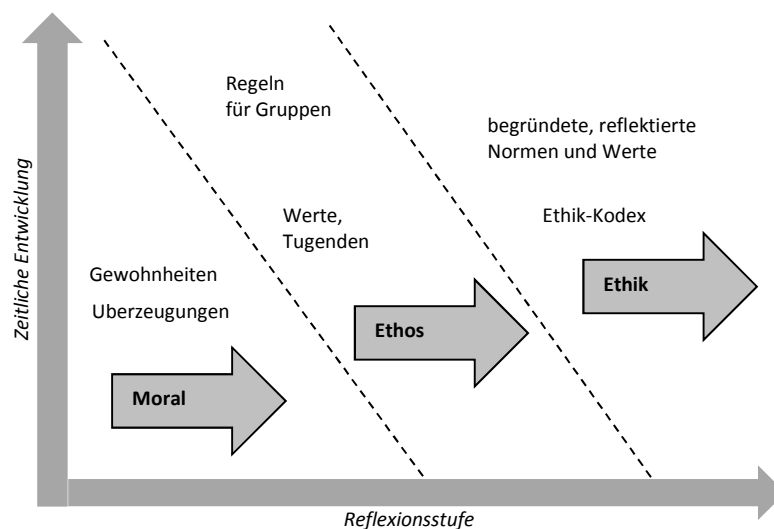 Regeln
für Gruppen
begründete, reflektierte
Normen und Werte
Werte,
Tugenden
Ethik-Kodex
Gewohnheiten
Uberzeugungen
Ethik
Ethos
Moral
Zeitliche Entwicklung
Reflexionsstufe